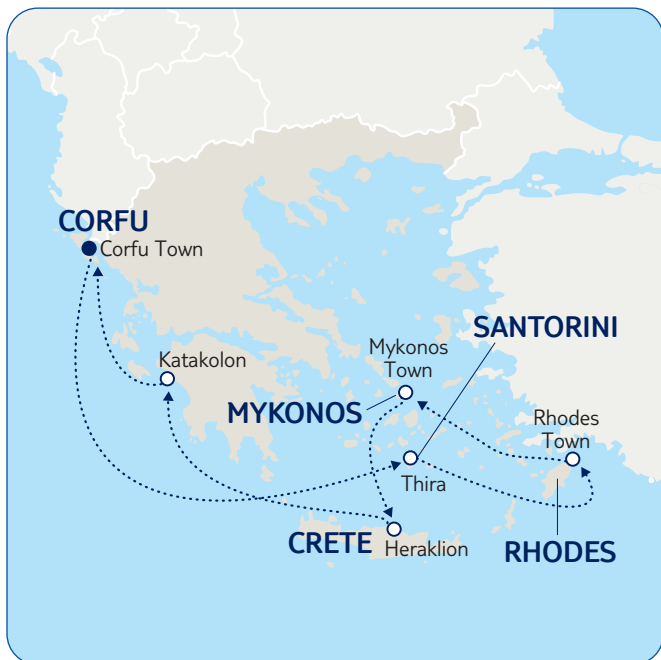 CORFU
Corfu Town
SANTORINI
Mykonos
Town
Katakolon
MYKONOS
Rhodes
Town
Thira
CRETE
Heraklion
RHODES